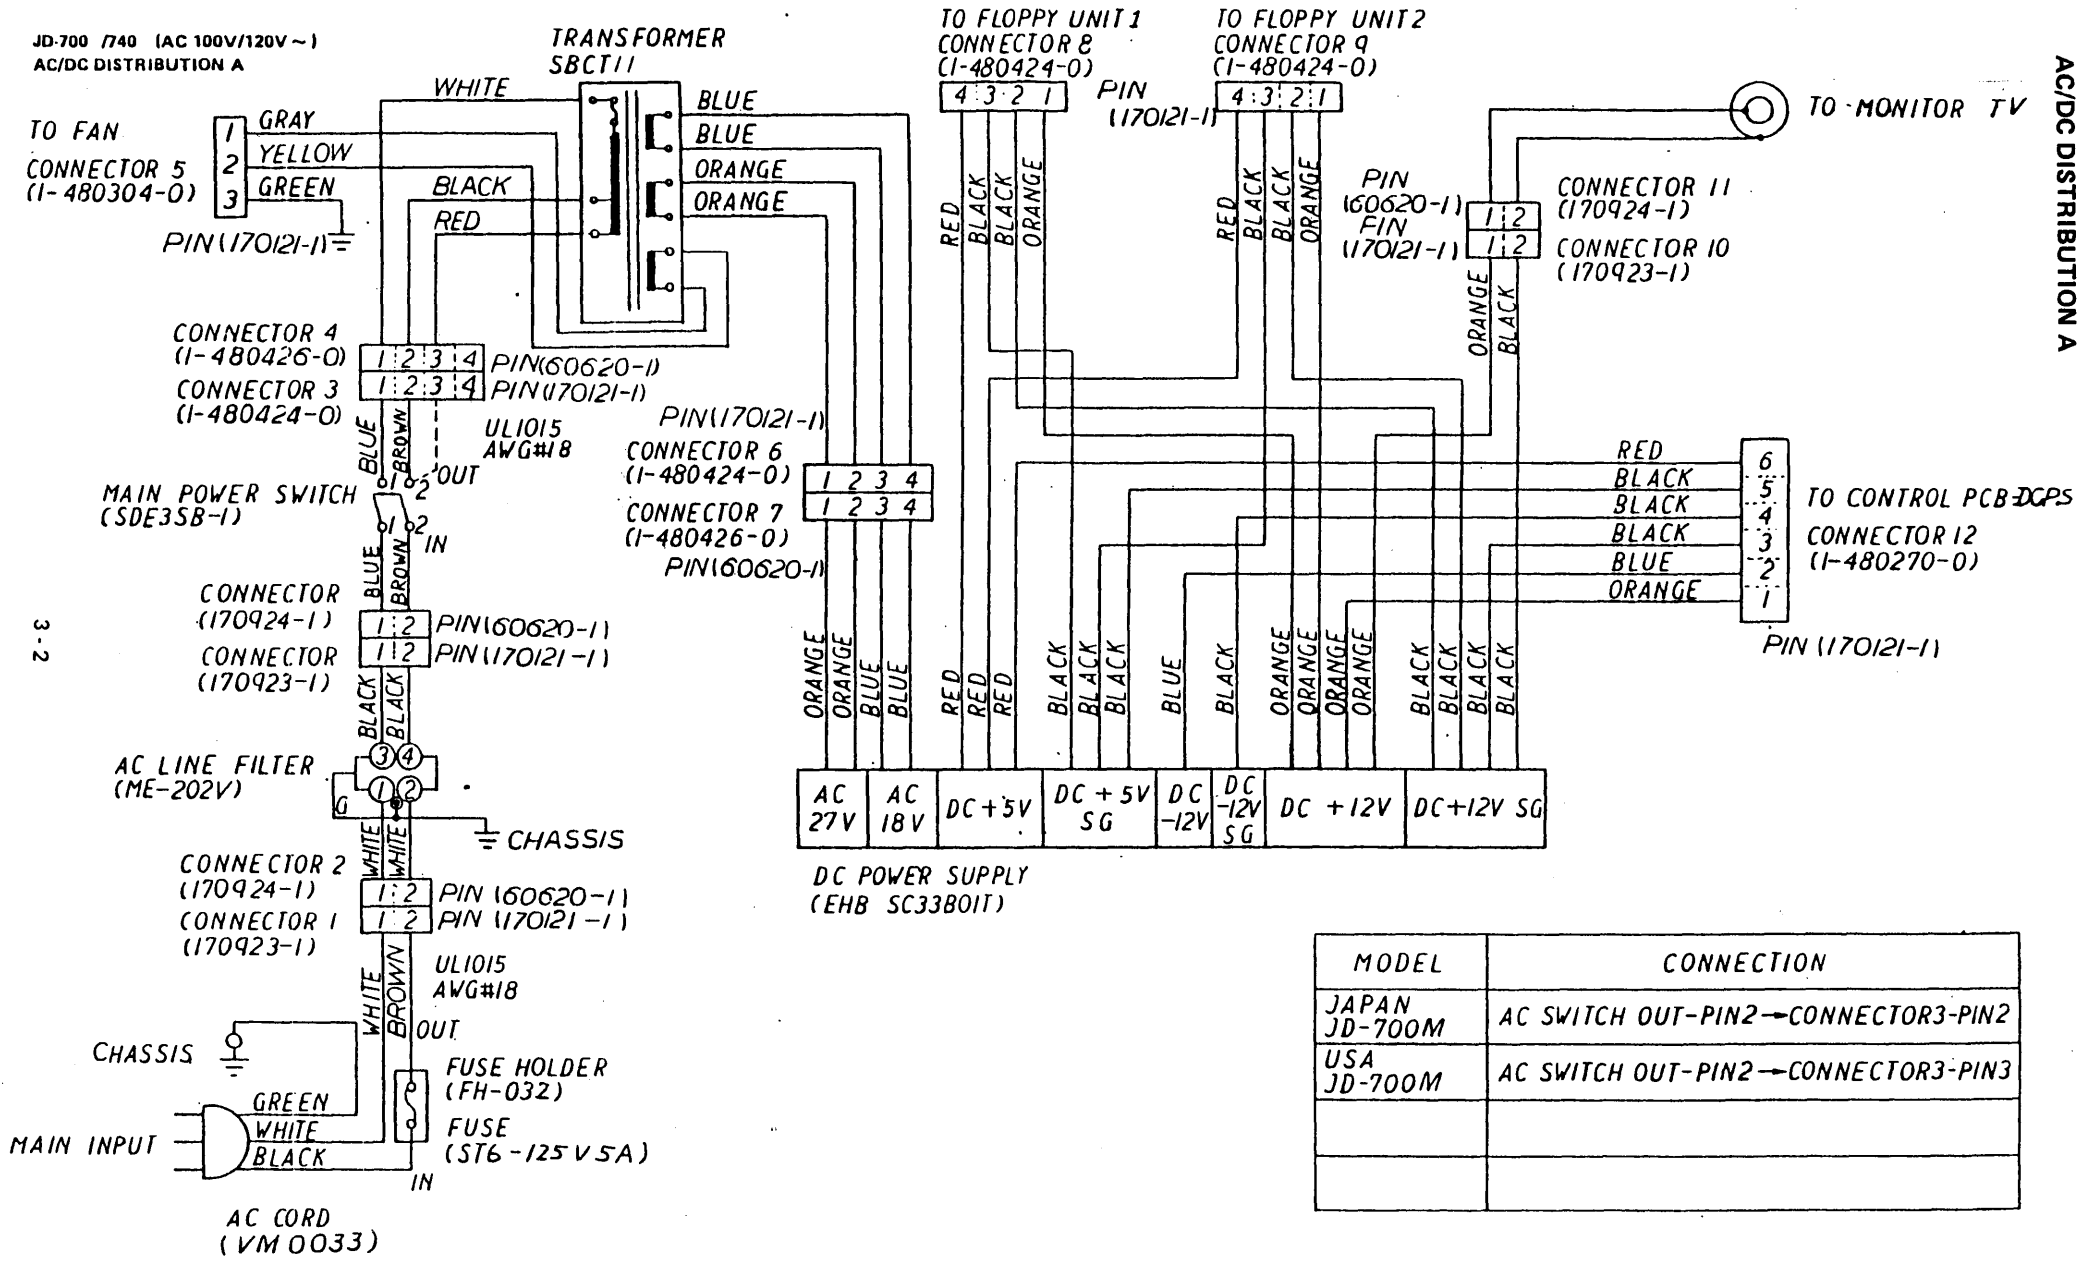 JD-700 /740 (AC 100V/120V~)
AC/DC DISTRIBUTION A
AC/DC DISTRIBUTION A
3-2
TRANSFORMER
SBCT11
TO FAN
CONNECTOR 5
(1-480304-0)
1
2
3
GRAY
YELLOW
GREEN
PIN(170121-1)
WHITE
BLACK
RED
BLUE
BLUE
ORANGE
ORANGE
CONNECTOR 4
(1-480426-0)
CONNECTOR 3
(1-480424-0)
1 2 3 4
1 2 3 4
PIN(60620-1)
PIN(170121-1)
BLUE
BROWN
UL1015
AWG#18
1 2 OUT
MAIN POWER SWITCH
(SDE3SB-1)
1 2 IN
BLUE
BROWN
CONNECTOR
(170924-1)
CONNECTOR
(170923-1)
1 2
1 2
PIN(60620-1)
PIN(170121-1)
BLACK
BLACK
AC LINE FILTER
(ME-202V)
3 4
1 2
G
CHASSIS
WHITE
WHITE
CONNECTOR 2
(170924-1)
CONNECTOR 1
(170923-1)
1 2
1 2
PIN (60620-1)
PIN (170121-1)
WHITE
BROWN
UL1015
AWG#18
OUT
CHASSIS
FUSE HOLDER
(FH-032)
FUSE
(ST6-125V5A)
IN
MAIN INPUT
GREEN
WHITE
BLACK
AC CORD
(VM0033)
TO FLOPPY UNIT 1
CONNECTOR 8
(1-480424-0)
4 3 2 1
PIN
(170121-1)
RED
BLACK
BLACK
ORANGE
TO FLOPPY UNIT 2
CONNECTOR 9
(1-480424-0)
4 3 2 1
RED
BLACK
BLACK
ORANGE
TO MONITOR TV
PIN
(60620-1)
PIN
(170121-1)
1 2
1 2
CONNECTOR 11
(170924-1)
CONNECTOR 10
(170923-1)
ORANGE
BLACK
PIN(170121-1)
CONNECTOR 6
(1-480424-0)
CONNECTOR 7
(1-480426-0)
PIN(60620-1)
1 2 3 4
1 2 3 4
RED
BLACK
BLACK
BLACK
BLUE
ORANGE
6
5
4
3
2
1
TO CONTROL PCB-DGPS
CONNECTOR 12
(1-480270-0)
PIN (170121-1)
ORANGE
ORANGE
BLUE
BLUE
RED
RED
RED
BLACK
BLACK
BLACK
BLUE
BLACK
ORANGE
ORANGE
ORANGE
ORANGE
BLACK
BLACK
BLACK
BLACK
AC
27V
AC
18V
DC+5V
DC + 5V
SG
DC
-12V
DC
-12V
SG
DC +12V
DC+12V SG
DC POWER SUPPLY
(EHB SC33B01T)
MODEL CONNECTION
JAPAN
JD-700M
AC SWITCH OUT-PIN2→CONNECTOR3-PIN2
USA
JD-700M
AC SWITCH OUT-PIN2→CONNECTOR3-PIN3